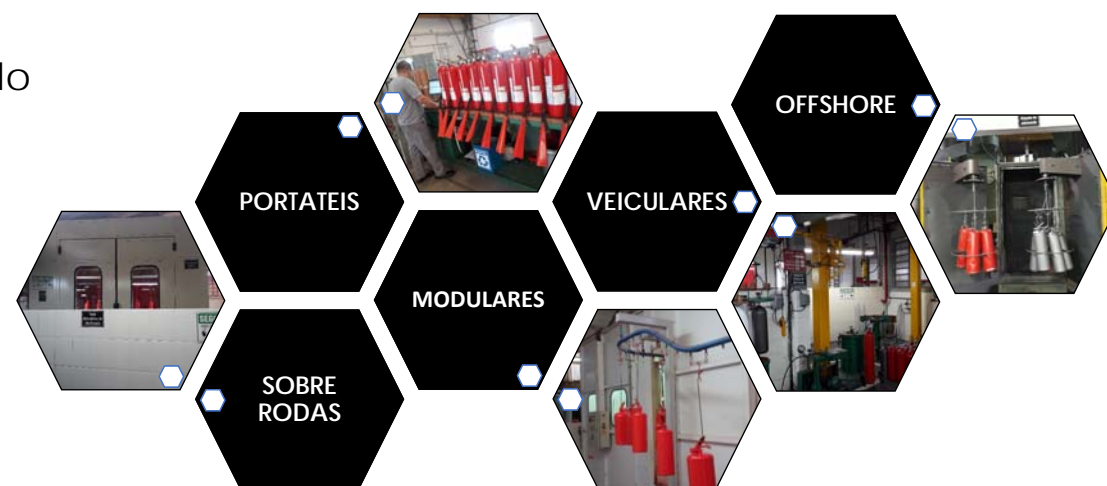 lo
OFFSHORE
PORTATEIS
VEICULARES
MODULARES
SOBRE
RODAS